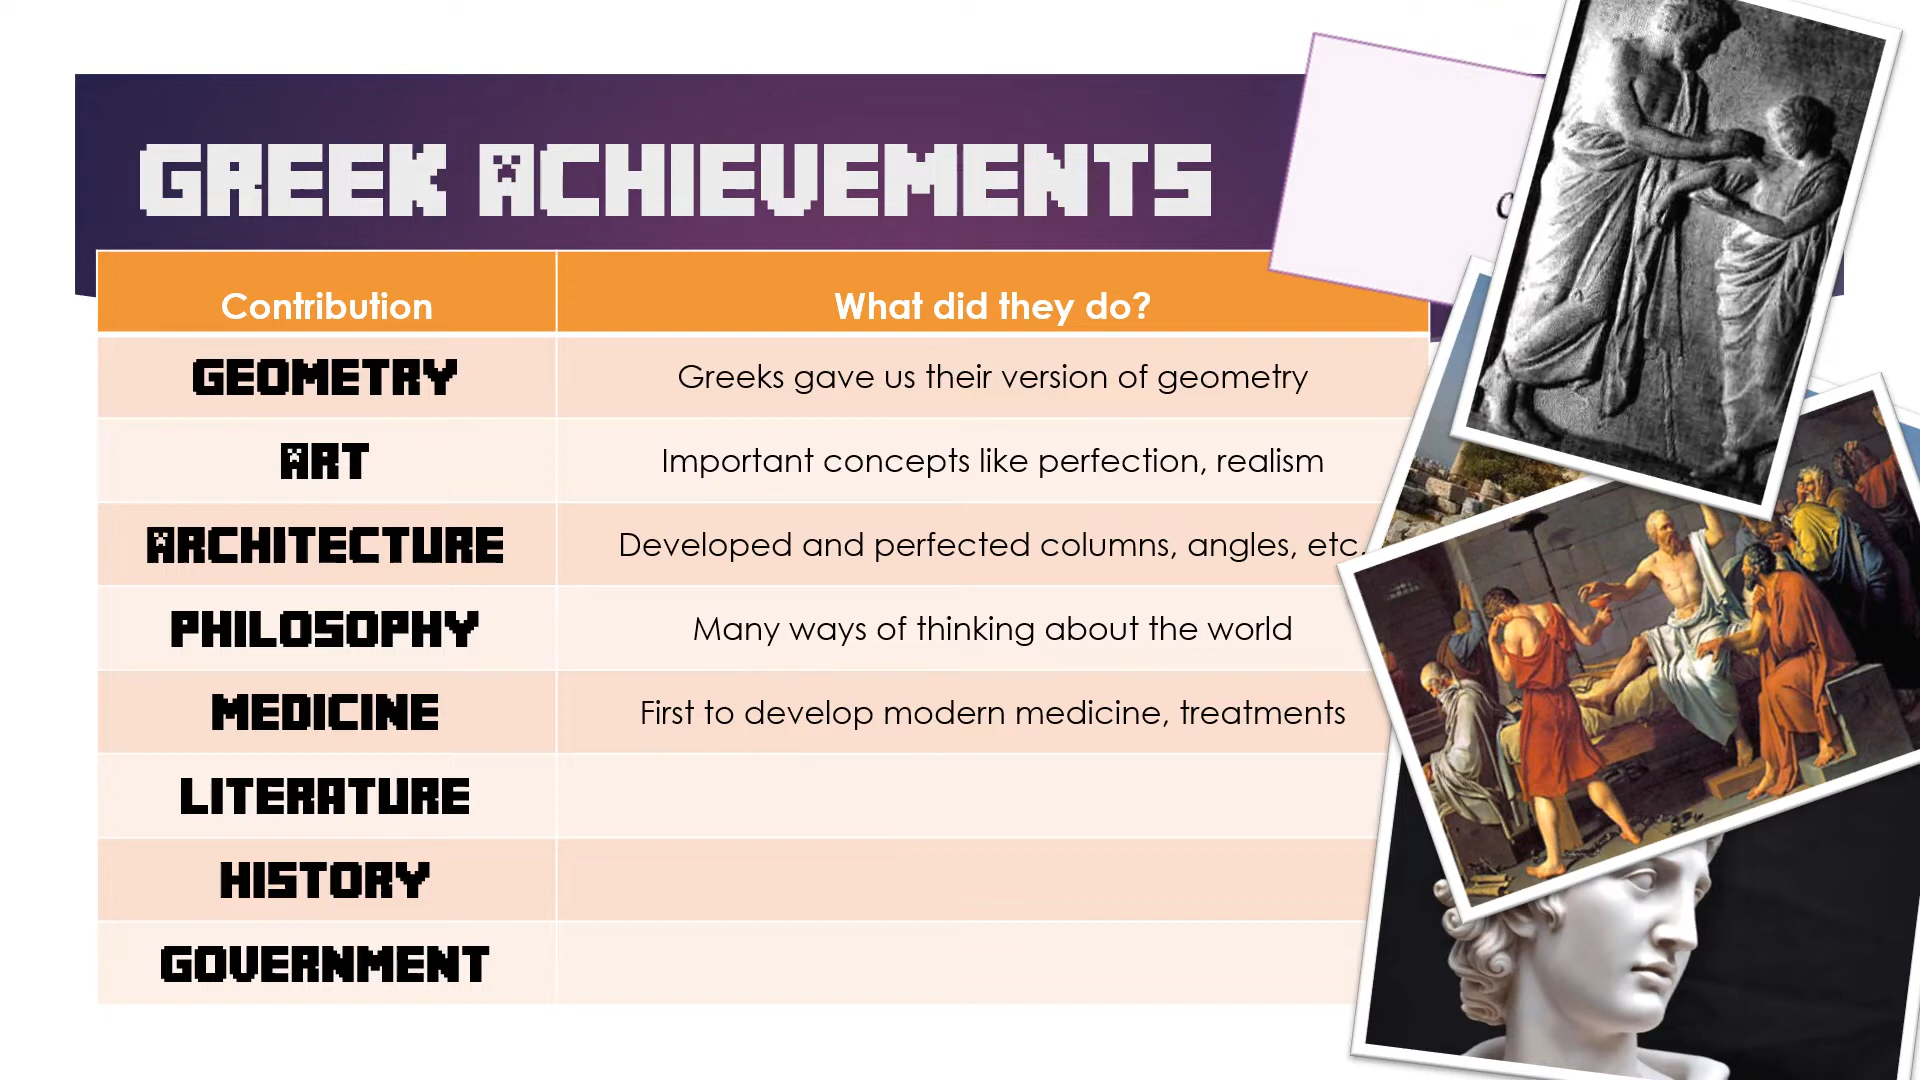 GREEK ACHIEVEMENTS
Contribution What did they do?
GEOMETRY Greeks gave us their version of geometry
ART Important concepts like perfection, realism
ARCHITECTURE Developed and perfected columns, angles, etc.
PHILOSOPHY Many ways of thinking about the world
MEDICINE First to develop modern medicine, treatments
LITERATURE
HISTORY
GOVERNMENT